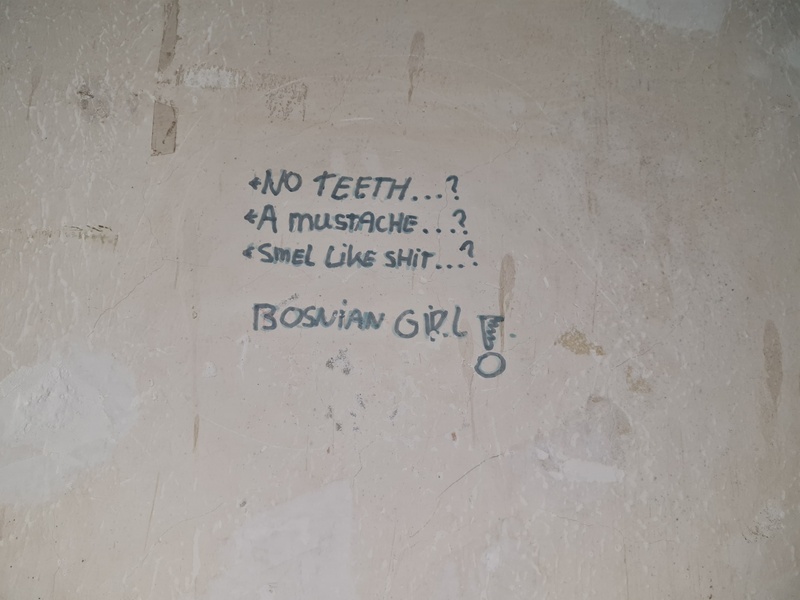 *NO TEETH...?
*A MUSTACHE...?
*SMEL LIKE SHIT...?
BOSNIAN GIRL!